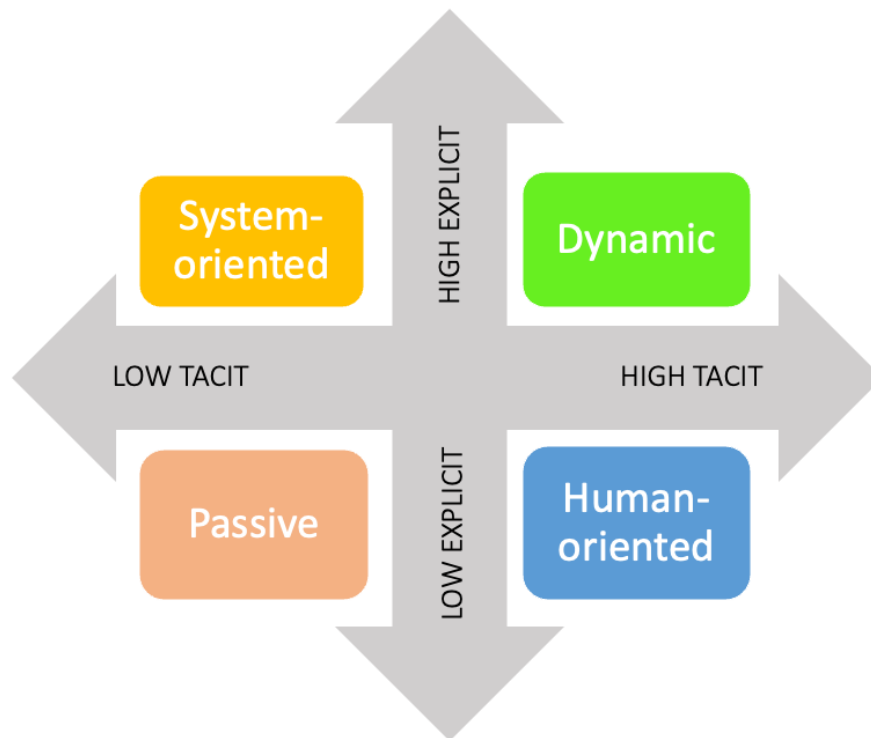 HIGH EXPLICIT
System-
oriented
Dynamic
LOW TACIT
HIGH TACIT
Passive
LOW EXPLICIT
Human-
oriented